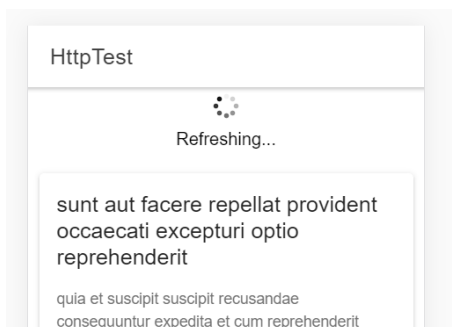 HttpTest
Refreshing...
sunt aut facere repellat provident
occaecati excepturi optio
reprehenderit
quia et suscipit suscipit recusandae
consequuntur expedita et cum reprehenderit